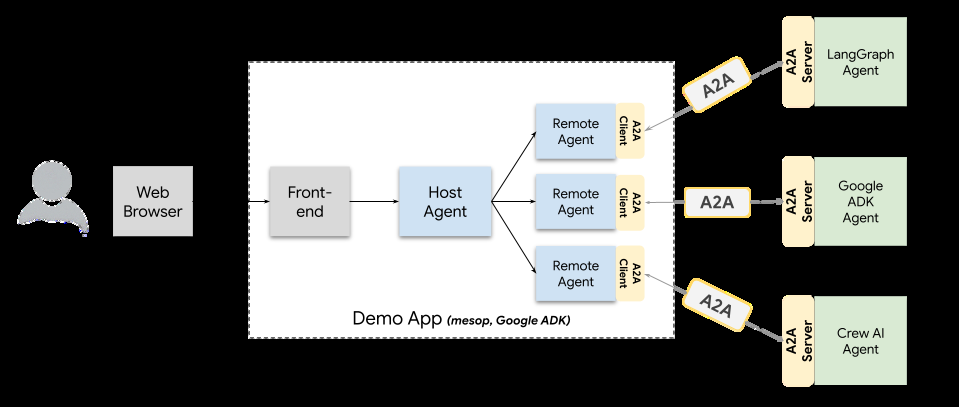 Web
Browser
Front-
end
Host
Agent
Remote
Agent
A2A
Client
Remote
Agent
A2A
Client
Remote
Agent
A2A
Client
Demo App (mesop, Google ADK)
A2A
A2A
A2A
A2A
Server
LangGraph
Agent
A2A
Server
Google
ADK
Agent
A2A
Server
Crew AI
Agent